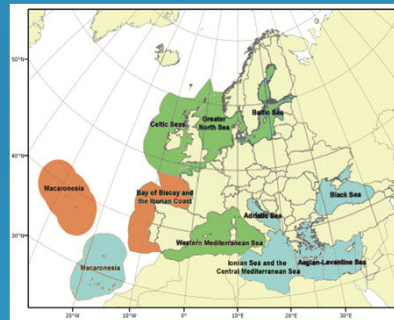 50°N
40°N
30°N
Celtic Seas
Greater
North Sea
Baltic Sea
Macaronesia
Bay of Biscay and
the Iberian Coast
Black Sea
Adriatic Sea
Western Mediterranean Sea
Macaronesia
Ionian Sea and the
Central Mediterranean Sea
Aegian-Levantine Sea
20°W
10°W
0°
10°E
20°E
30°E